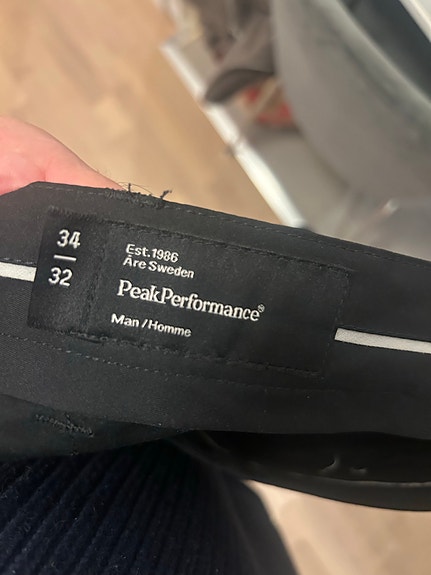 34
32
Est.1986
Åre Sweden
PeakPerformance®
Man/Homme